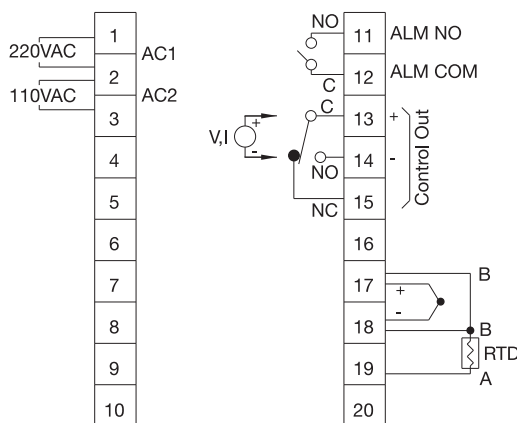 1
220VAC
AC1
2
110VAC
AC2
3
4
5
6
7
8
9
10
NO
11
ALM NO
12
ALM COM
C
C
13
+
V,I
+
-
14
-
NO
Control Out
NC
15
16
17
B
+
-
18
B
RTD
19
A
20